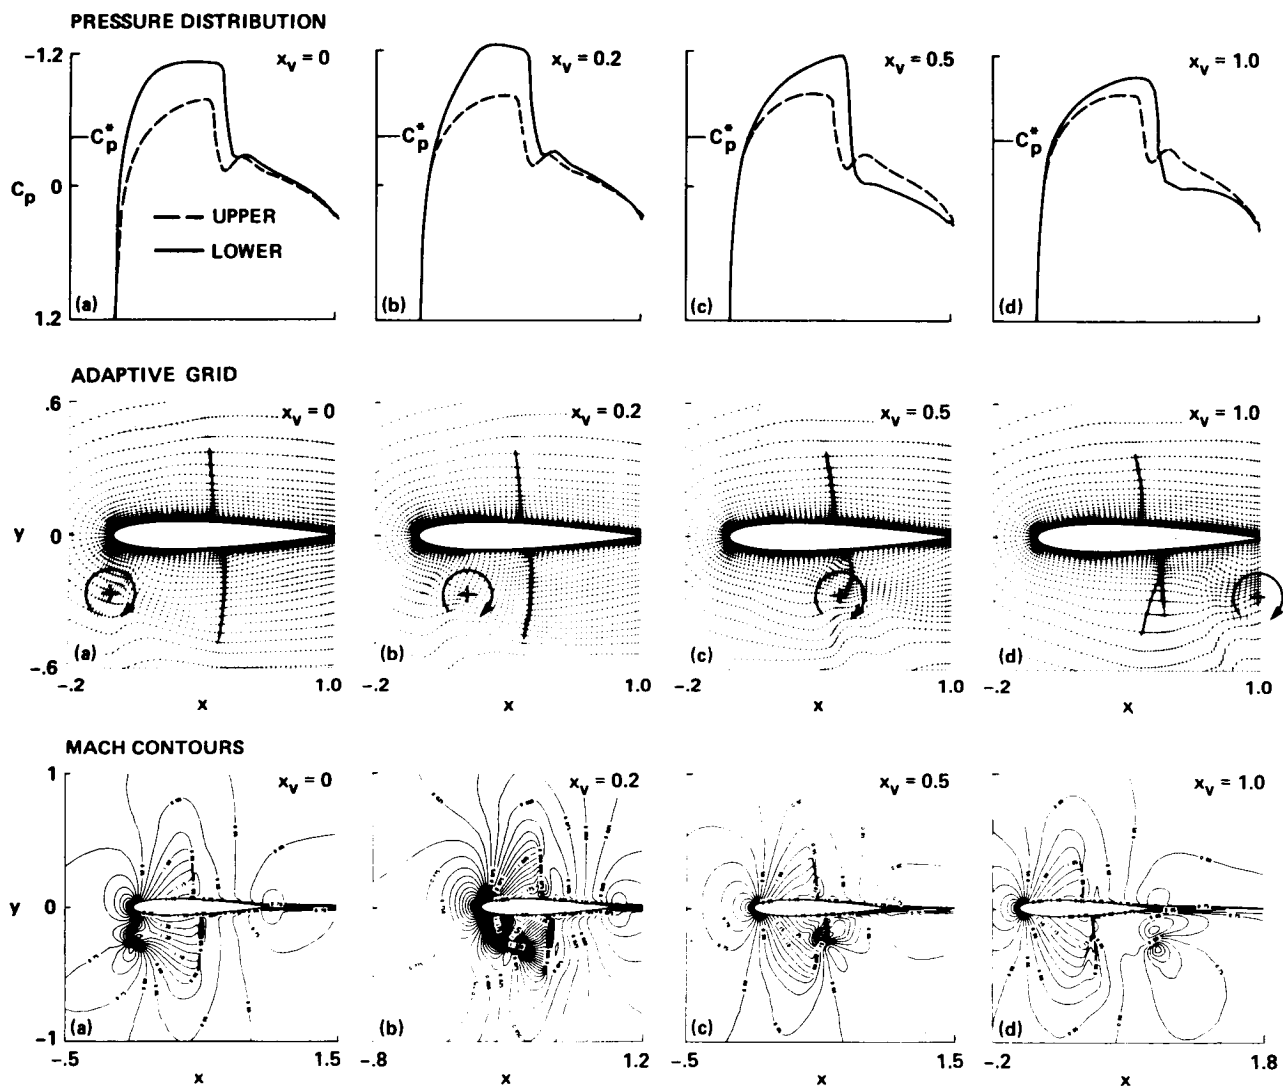 PRESSURE DISTRIBUTION
-1.2
x_v = 0
x_v = 0.2
x_v = 0.5
x_v = 1.0
C_p^*
C_p^*
C_p^*
C_p^*
C_p
0
UPPER
LOWER
1.2
(a)
(b)
(c)
(d)
ADAPTIVE GRID
.6
x_v = 0
x_v = 0.2
x_v = 0.5
x_v = 1.0
y
0
-.6
(a)
(b)
(c)
(d)
-.2
1.0
-.2
1.0
-.2
1.0
-.2
1.0
x
x
x
x
MACH CONTOURS
1
x_v = 0
x_v = 0.2
x_v = 0.5
x_v = 1.0
y
0
-1
(a)
(b)
(c)
(d)
-.5
1.5
-.8
1.2
-.5
1.5
-.2
1.8
x
x
x
x